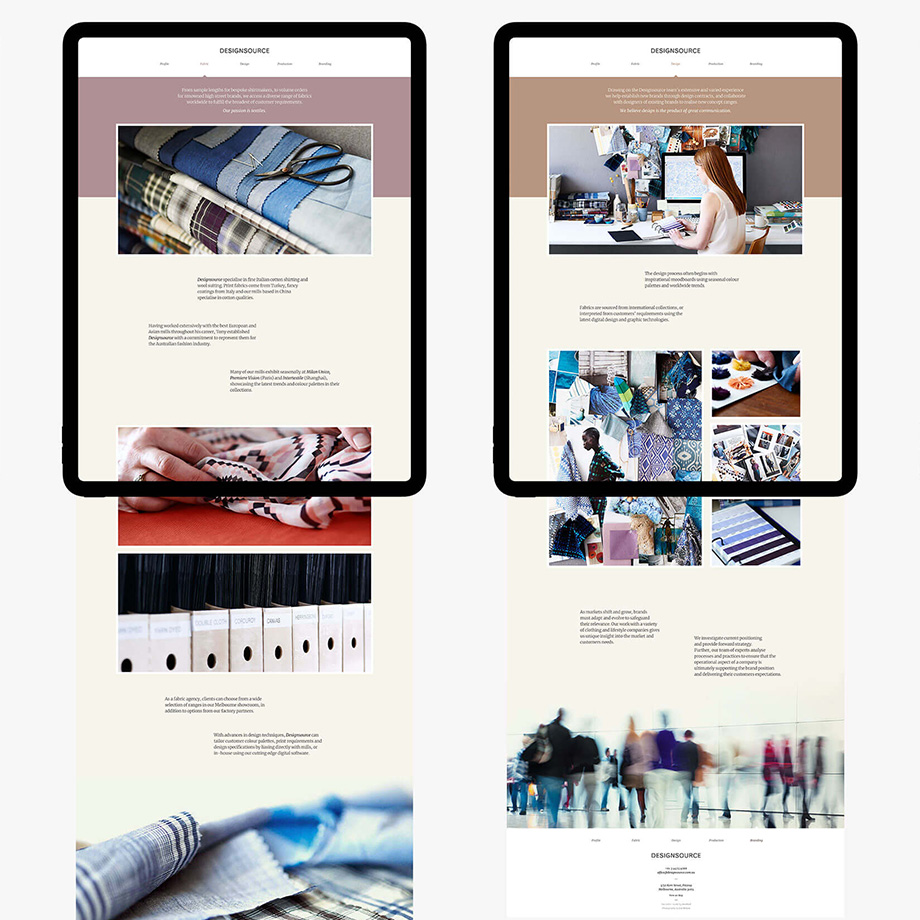 DESIGNSOURCE
Profile Fabric Design Production Branding
From sample lengths for bespoke shirtmakers, to volume orders
for renowned high street brands, we access a diverse range of fabrics
worldwide to fulfil the broadest of customer requirements.
Our passion is textiles.
Designsource specialise in fine Italian cotton, shirting and
wool suiting. Print fabrics come from Turkey, fancy
coatings from Italy and our mills based in China
specialise in cotton qualities.
Having worked extensively with the best European and
Asian mills throughout his career, Tony established
Designsource with a commitment to represent them for
the Australian fashion industry.
Many of our mills exhibit seasonally at Milan Unica,
Premiere Vision (Paris) and Intertextile (Shanghai),
showcasing the latest trends and colour palettes in their
collections.
DOUBLE CLOTH
CORDUROY
CANVAS
HERRINGBONE
As a fabric agency, clients can choose from a wide
selection of ranges in our Melbourne showroom, in
addition to options from our factory partners.
With advances in design techniques, Designsource can
tailor customer colour palettes, print requirements and
design specifications by liaising directly with mills, or
in-house using our cutting edge digital software.
DESIGNSOURCE
Profile Fabric Design Production Branding
Drawing on the Designsource team's extensive and varied experience
we help establish new brands through design contracts, and collaborate
with designers of existing brands to realise new concept ranges.
We believe design is the product of great communication.
The design process often begins with
inspirational moodboards using seasonal colour
palettes and worldwide trends.
Fabrics are sourced from international collections, or
interpreted from customers' requirements using the
latest digital design and graphic technologies.
As markets shift and grow, brands
must adapt and evolve to safeguard
their relevance. Our work with a variety
of clothing and lifestyle companies gives
us unique insight into the market and
customers needs.
We investigate current positioning
and provide forward strategy.
Further, our team of experts analyse
processes and practices to ensure that the
operational aspect of a company is
ultimately supporting the brand position
and delivering their customers expectations.
Profile Fabric Design Production Branding
DESIGNSOURCE